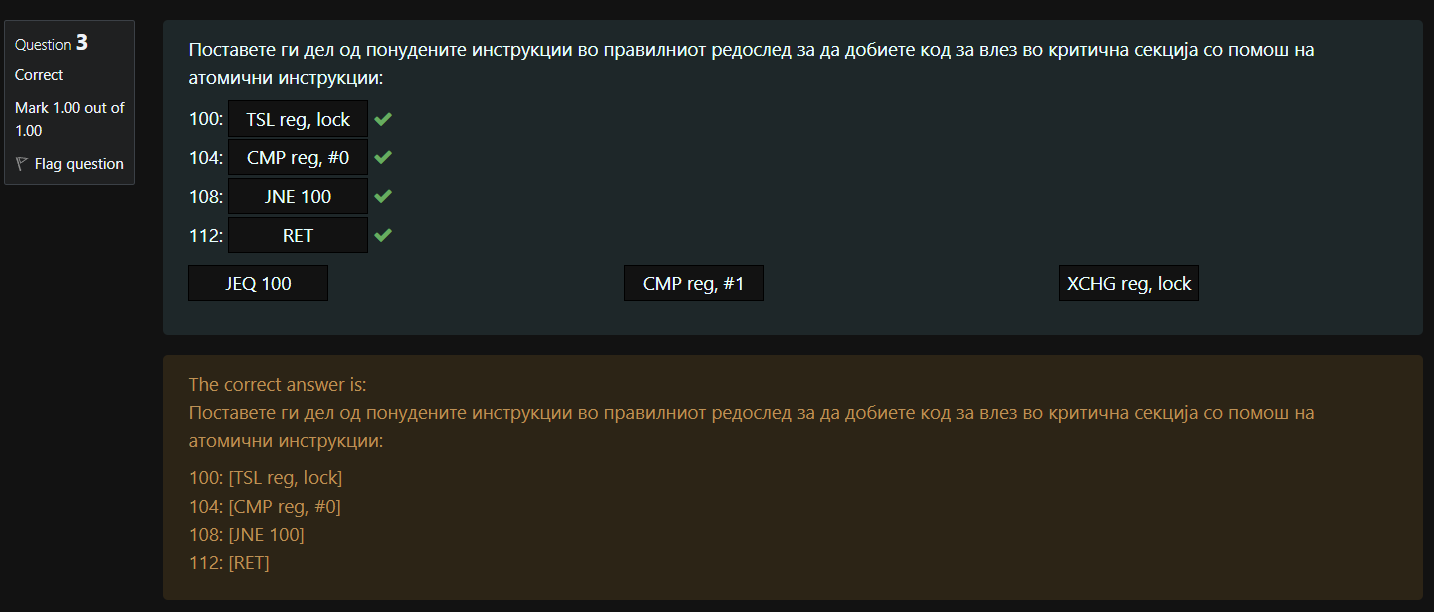 Question 3
Correct
Mark 1.00 out of
1.00
Flag question
Поставете ги дел од понудените инструкции во правилниот редослед за да добиете код за влез во критична секција со помош на
атомични инструкции:
100: TSL reg, lock
104: CMP reg, #0
108: JNE 100
112: RET
JEQ 100 CMP reg, #1 XCHG reg, lock
The correct answer is:
Поставете ги дел од понудените инструкции во правилниот редослед за да добиете код за влез во критична секција со помош на
атомични инструкции:
100: [TSL reg, lock]
104: [CMP reg, #0]
108: [JNE 100]
112: [RET]